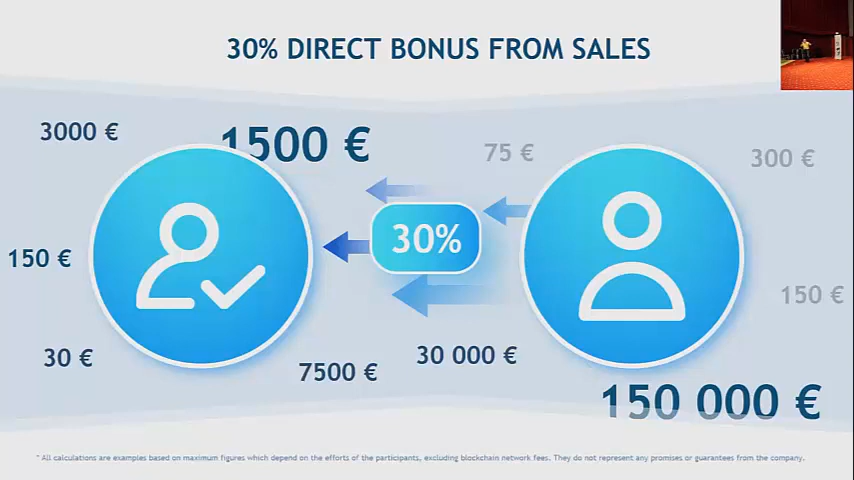 30% DIRECT BONUS FROM SALES
3000 €
1500 €
75 €
300 €
30%
150 €
150 €
30 €
7500 €
30 000 €
150 000 €
* All calculations are examples based on maximum figures which depend on the efforts of the participants, excluding blockchain network fees. They do not represent any promises or guarantees from the company.